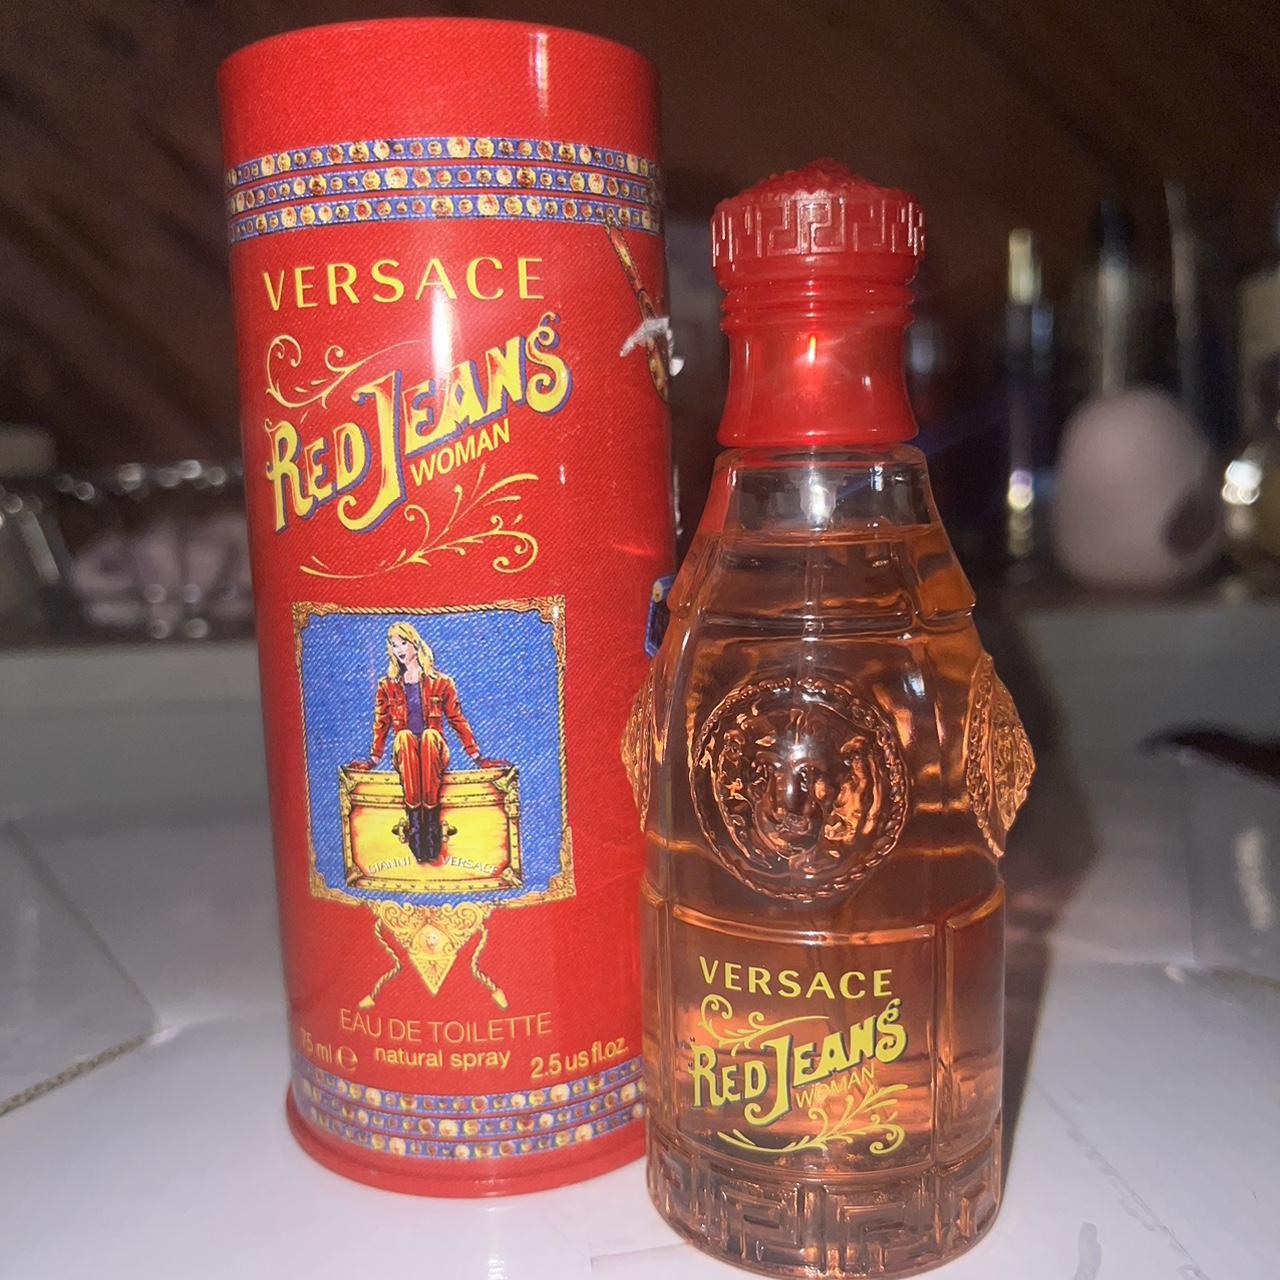 VERSACE
RED JEANS
WOMAN
GIANNI VERSACE
EAU DE TOILETTE
75 ml ℮ natural spray 2.5 us fl.oz.
VERSACE
RED JEANS
WOMAN